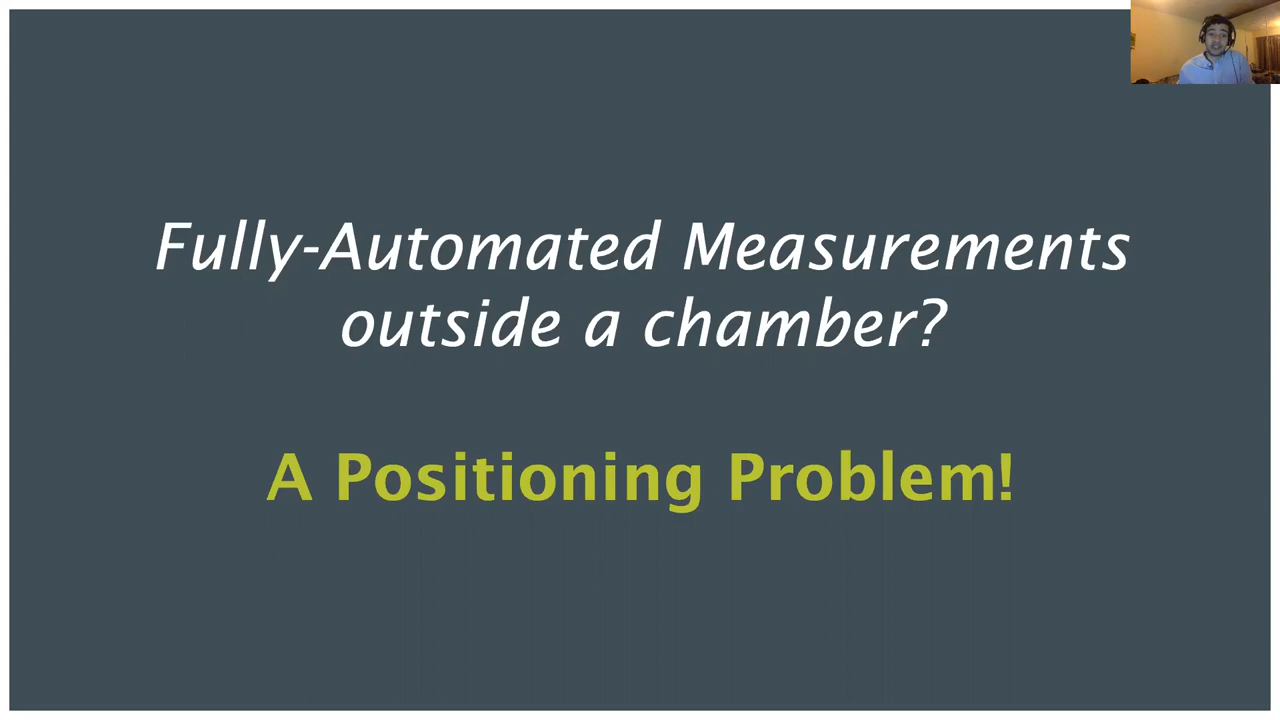 Fully-Automated Measurements
outside a chamber?
A Positioning Problem!